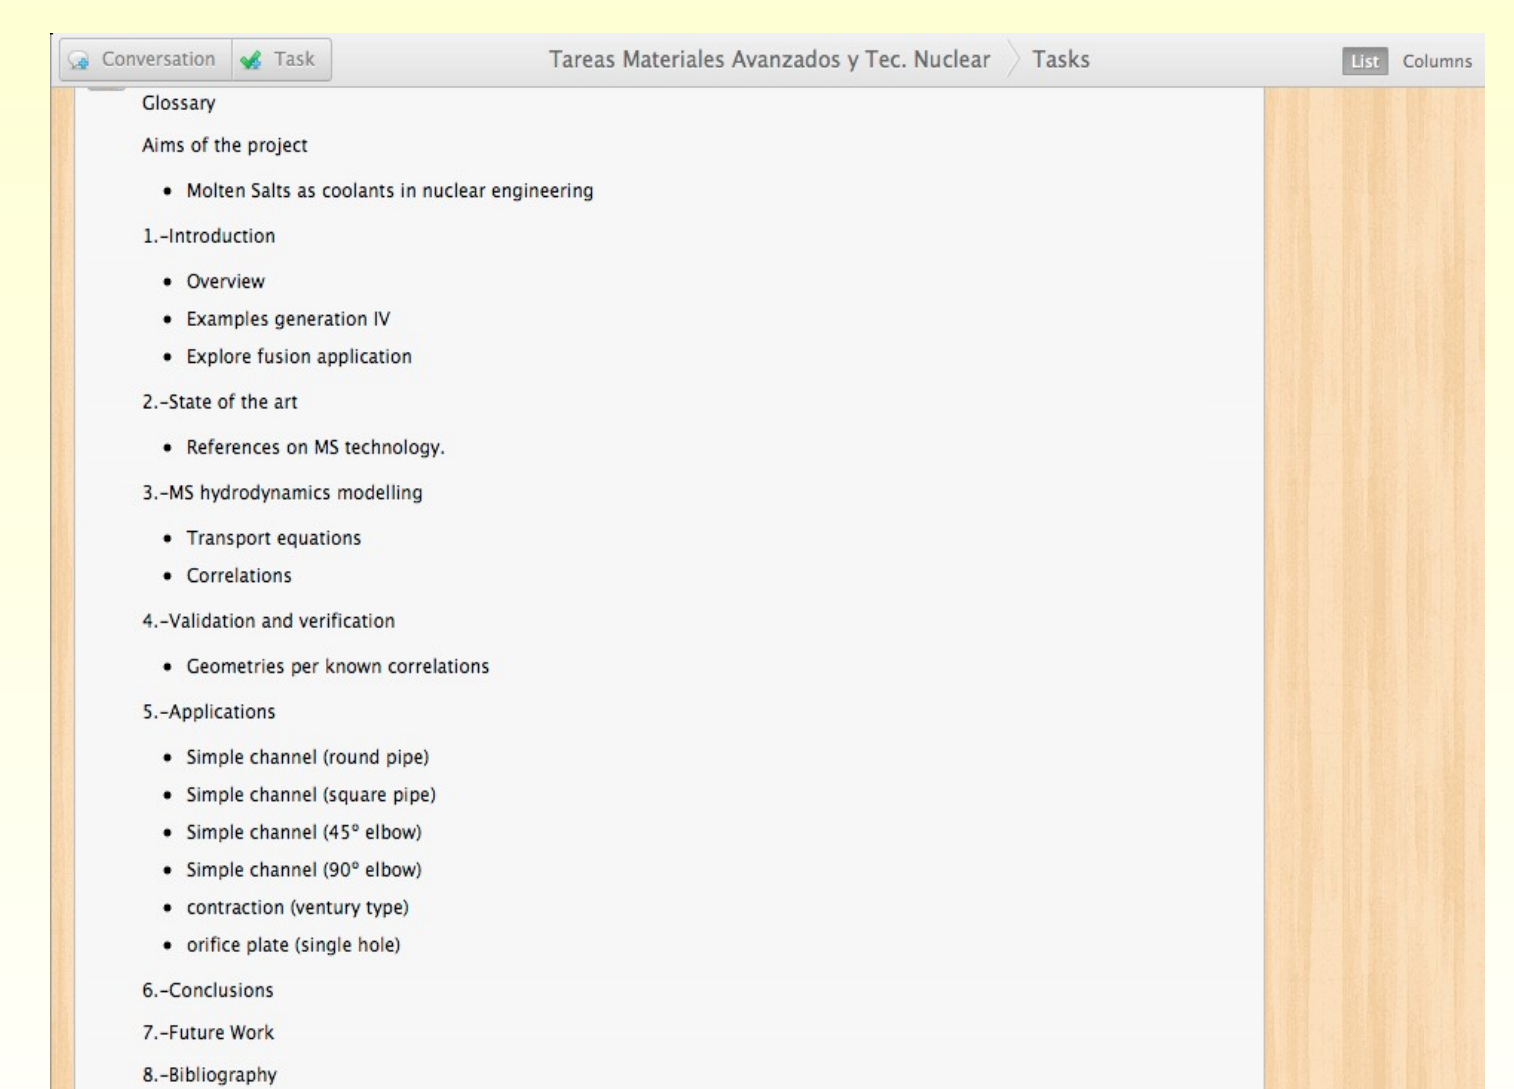 Conversation Task Tareas Materiales Avanzados y Tec. Nuclear Tasks List Columns
Glossary
Aims of the project
• Molten Salts as coolants in nuclear engineering
1.-Introduction
• Overview
• Examples generation IV
• Explore fusion application
2.-State of the art
• References on MS technology.
3.-MS hydrodynamics modelling
• Transport equations
• Correlations
4.-Validation and verification
• Geometries per known correlations
5.-Applications
• Simple channel (round pipe)
• Simple channel (square pipe)
• Simple channel (45º elbow)
• Simple channel (90º elbow)
• contraction (ventury type)
• orifice plate (single hole)
6.-Conclusions
7.-Future Work
8.-Bibliography